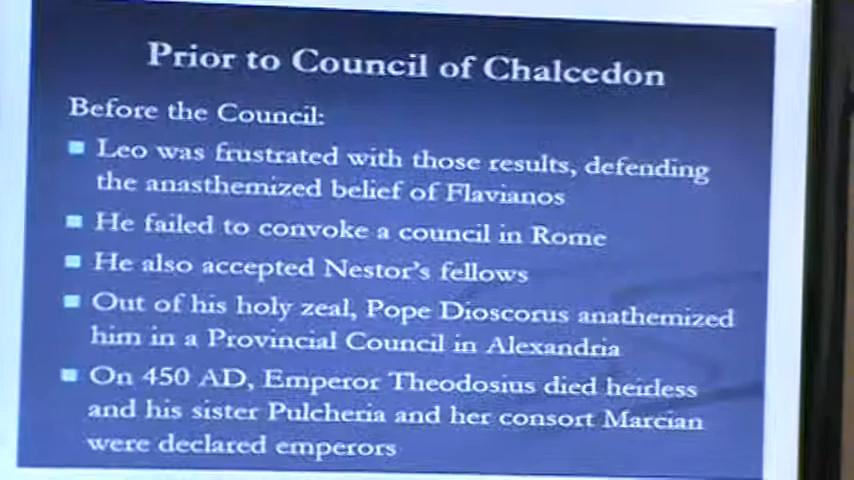 Prior to Council of Chalcedon
Before the Council:
Leo was frustrated with those results, defending
the anasthemized belief of Flavianos
He failed to convoke a council in Rome
He also accepted Nestor's fellows
Out of his holy zeal, Pope Dioscorus anathemized
him in a Provincial Council in Alexandria
On 450 AD, Emperor Theodosius died heirless
and his sister Pulcheria and her consort Marcian
were declared emperors